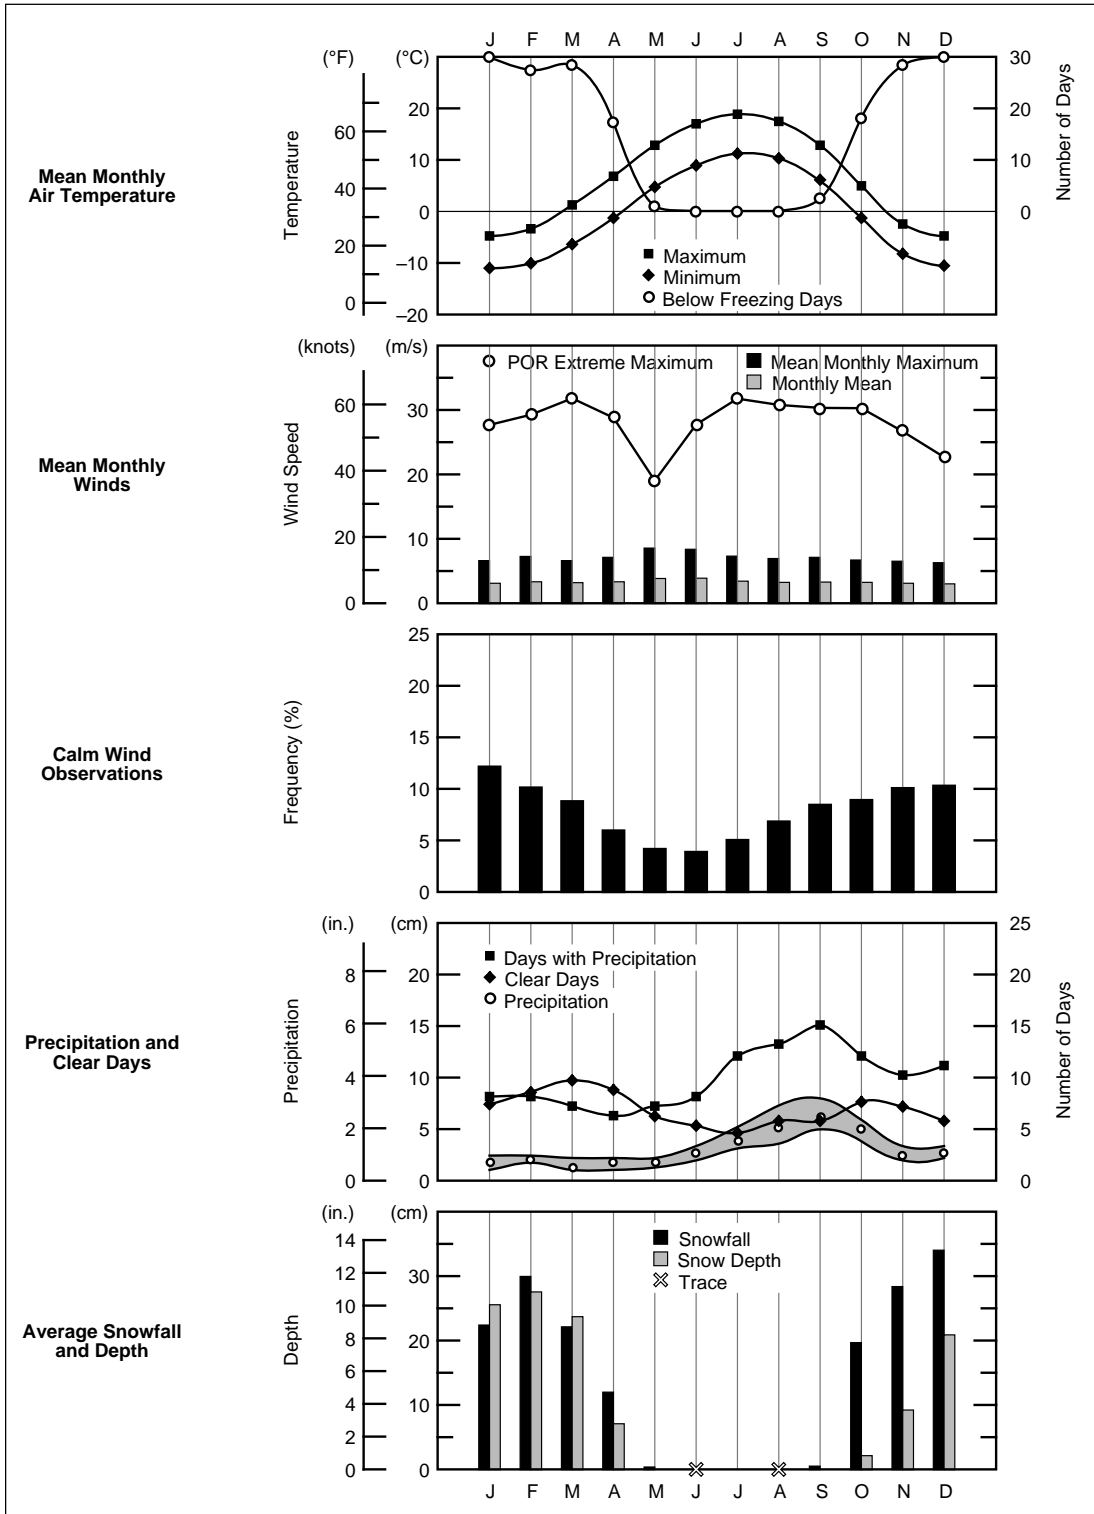 J F M A M J J A S O N D
(°F) (°C)
30
20 20
60
Mean Monthly
Air Temperature
Temperature
10 10
Number of Days
40
0 0
20
Maximum
–10
Minimum
Below Freezing Days
0
–20
(knots) (m/s)
POR Extreme Maximum
Mean Monthly Maximum
Monthly Mean
60
30
Mean Monthly
Winds
Wind Speed
40
20
20
10
0 0
25
20
15
Calm Wind
Observations
Frequency (%)
10
5
0
(in.) (cm)
25
Days with Precipitation
8 20 20
Clear Days
Precipitation
6 15 15
Precipitation and
Clear Days
Precipitation
Number of Days
4 10 10
2 5 5
0 0 0
(in.) (cm)
14
Snowfall
Snow Depth
12 30
Trace
10
Average Snowfall
and Depth
Depth
8 20
6
4 10
2
0 0
J F M A M J J A S O N D